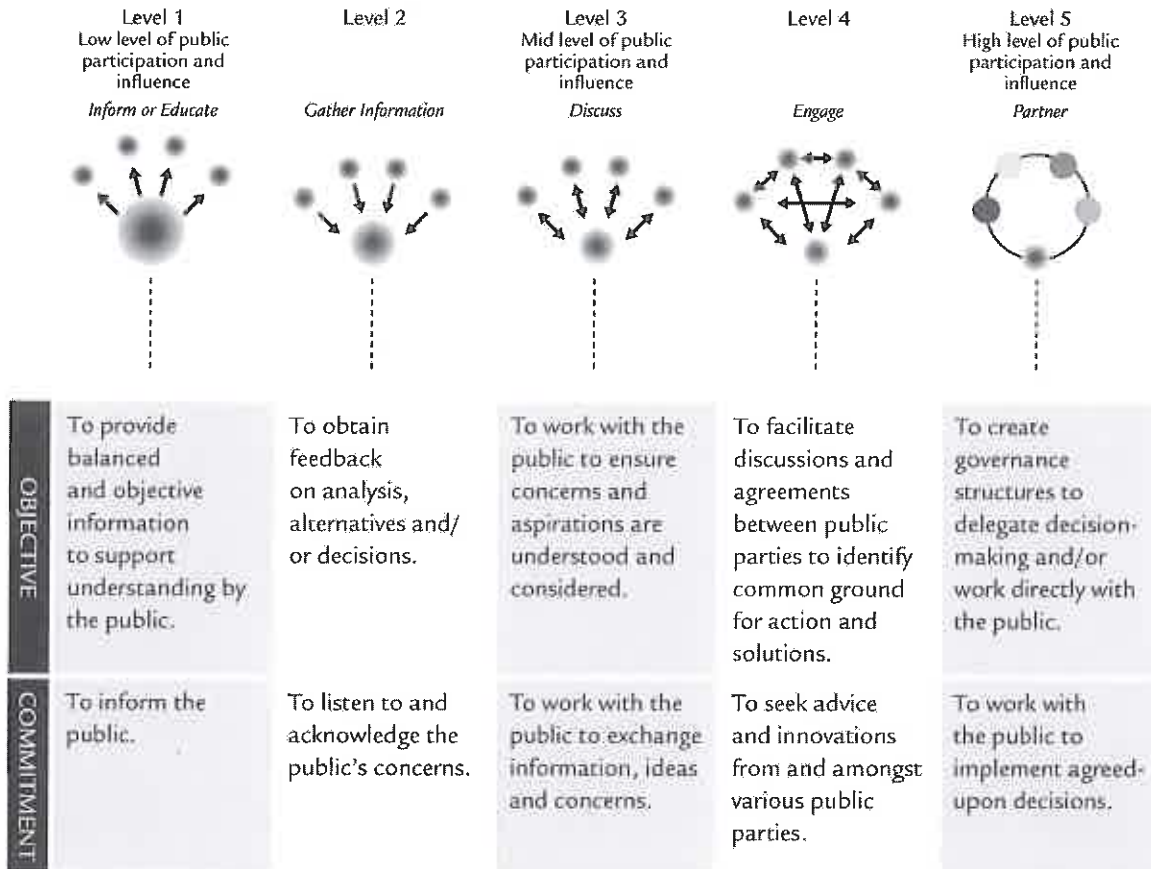 Level 1
Low level of public
participation and
influence
Inform or Educate
Level 2
Gather Information
Level 3
Mid level of public
participation and
influence
Discuss
Level 4
Engage
Level 5
High level of public
participation and
influence
Partner
OBJECTIVE
To provide
balanced
and objective
information
to support
understanding by
the public.
To obtain
feedback
on analysis,
alternatives and/
or decisions.
To work with the
public to ensure
concerns and
aspirations are
understood and
considered.
To facilitate
discussions and
agreements
between public
parties to identify
common ground
for action and
solutions.
To create
governance
structures to
delegate decision-
making and/or
work directly with
the public.
COMMITMENT
To inform the
public.
To listen to and
acknowledge the
public's concerns.
To work with the
public to exchange
information, ideas
and concerns.
To seek advice
and innovations
from and amongst
various public
parties.
To work with
the public to
implement agreed-
upon decisions.